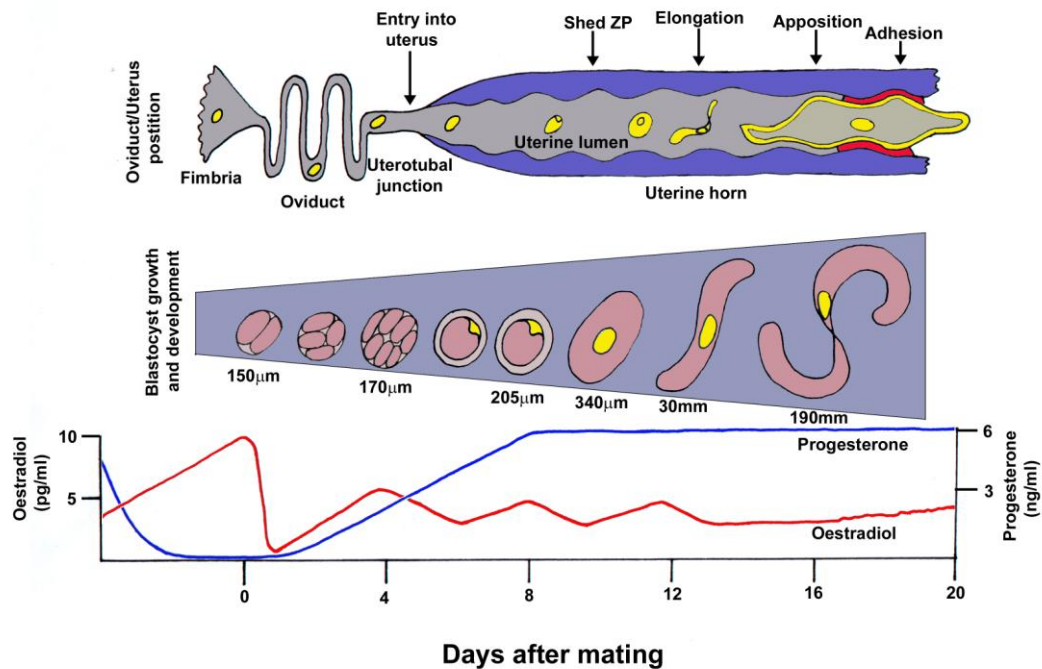 Entry into
uterus
Shed ZP
Elongation
Apposition
Adhesion
Oviduct/Uterus
postition
Fimbria
Oviduct
Uterotubal
junction
Uterine lumen
Uterine horn
Blastocyst growth
and development
150µm
170µm
205µm
340µm
30mm
190mm
Oestradiol
(pg/ml)
10
5
Progesterone
Oestradiol
6
3
Progesterone
(ng/ml)
0
4
8
12
16
20
Days after mating